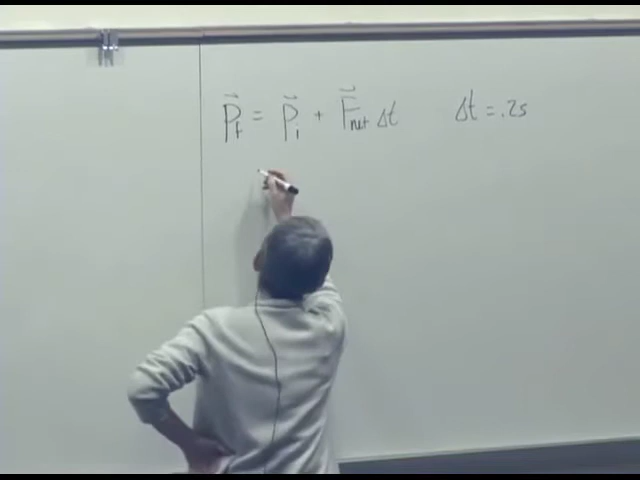 p⃗f = p⃗i + F⃗net Δt    Δt = .2s